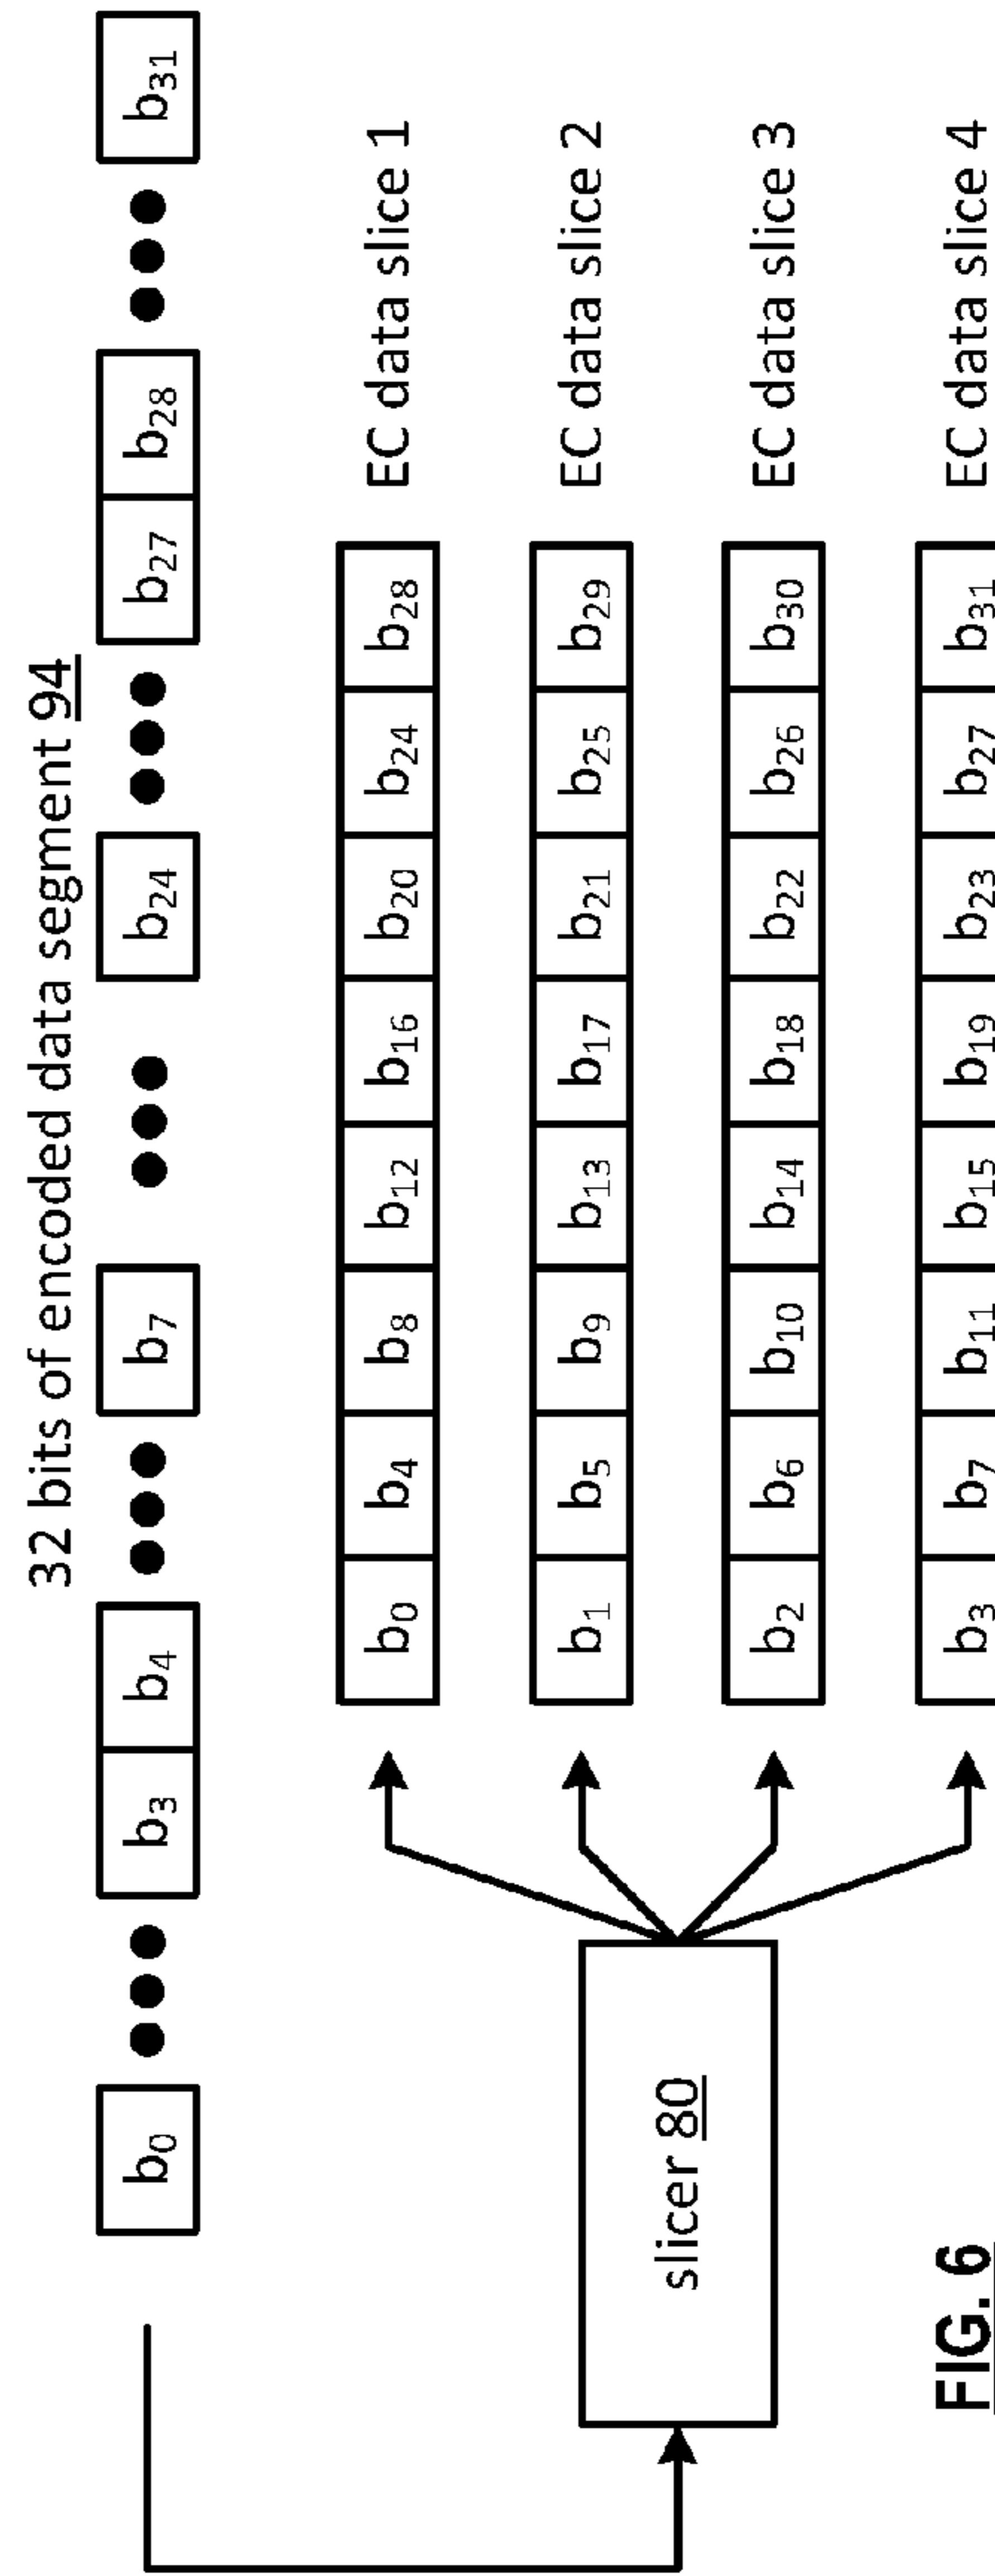 32 bits of encoded data segment 94
b0 ●●● b3 b4 ●●● b7 ●●● b24 ●●● b27 b28 ●●● b31
b0 b4 b8 b12 b16 b20 b24 b28 EC data slice 1
b1 b5 b9 b13 b17 b21 b25 b29 EC data slice 2
slicer 80
b2 b6 b10 b14 b18 b22 b26 b30 EC data slice 3
b3 b7 b11 b15 b19 b23 b27 b31 EC data slice 4
FIG. 6